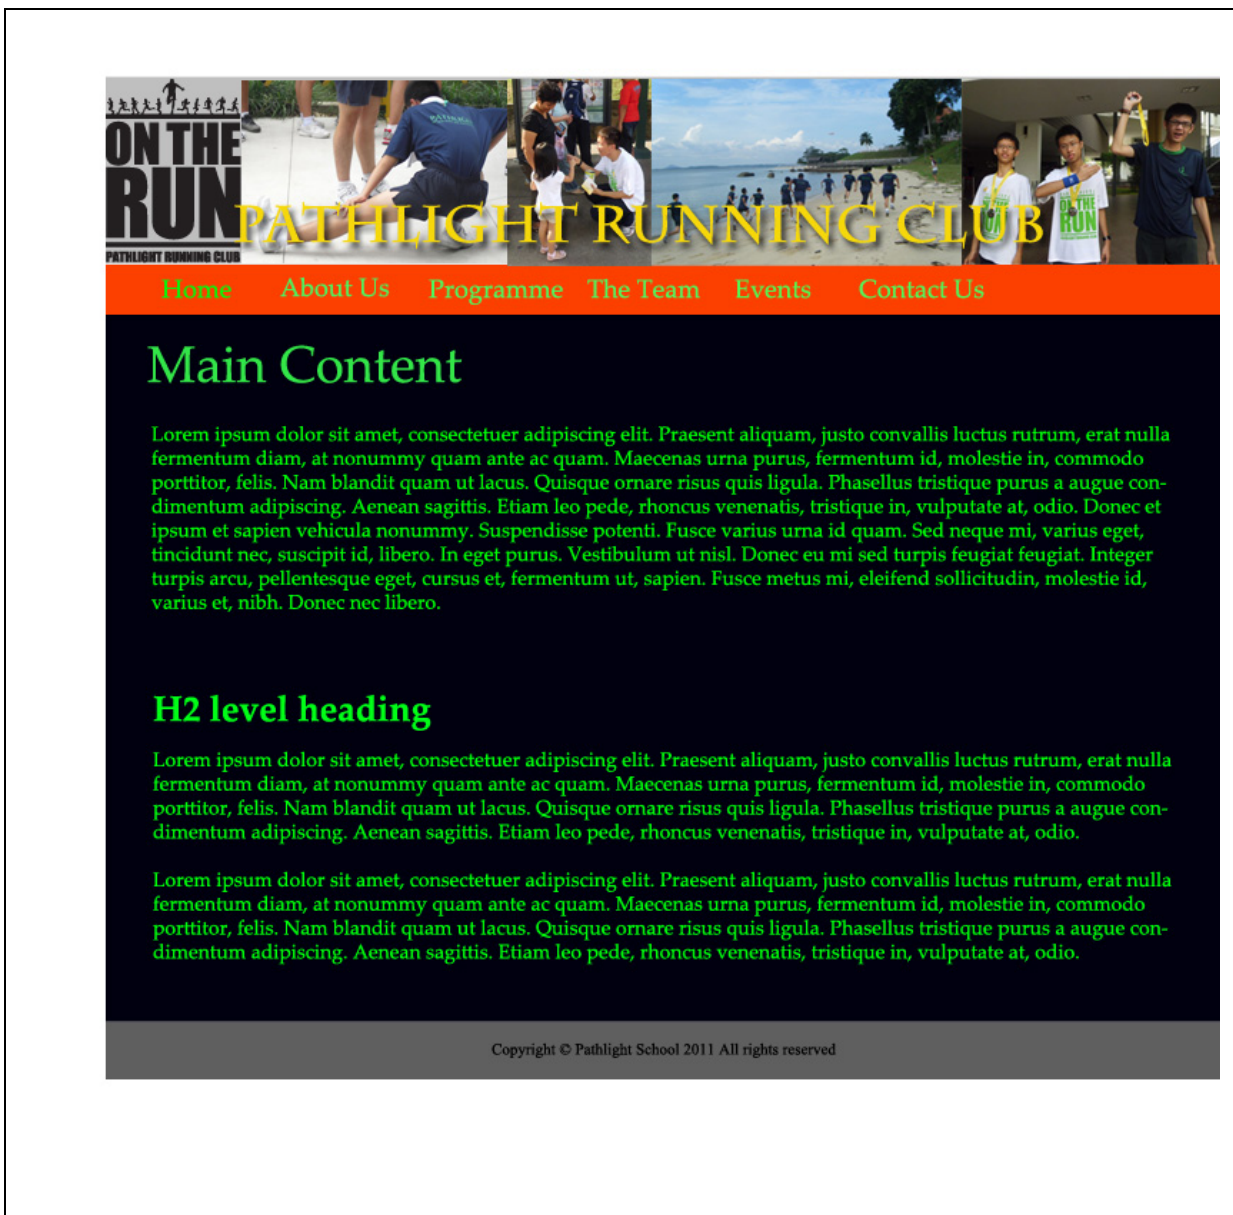 ON THE
RUN
PATHLIGHT RUNNING CLUB
PATHLIGHT
PATHLIGHT RUNNING CLUB
ON THE
RUN
Home About Us Programme The Team Events Contact Us
Main Content
Lorem ipsum dolor sit amet, consectetuer adipiscing elit. Praesent aliquam, justo convallis luctus rutrum, erat nulla
fermentum diam, at nonummy quam ante ac quam. Maecenas urna purus, fermentum id, molestie in, commodo
porttitor, felis. Nam blandit quam ut lacus. Quisque ornare risus quis ligula. Phasellus tristique purus a augue con-
dimentum adipiscing. Aenean sagittis. Etiam leo pede, rhoncus venenatis, tristique in, vulputate at, odio. Donec et
ipsum et sapien vehicula nonummy. Suspendisse potenti. Fusce varius urna id quam. Sed neque mi, varius eget,
tincidunt nec, suscipit id, libero. In eget purus. Vestibulum ut nisl. Donec eu mi sed turpis feugiat feugiat. Integer
turpis arcu, pellentesque eget, cursus et, fermentum ut, sapien. Fusce metus mi, eleifend sollicitudin, molestie id,
varius et, nibh. Donec nec libero.
H2 level heading
Lorem ipsum dolor sit amet, consectetuer adipiscing elit. Praesent aliquam, justo convallis luctus rutrum, erat nulla
fermentum diam, at nonummy quam ante ac quam. Maecenas urna purus, fermentum id, molestie in, commodo
porttitor, felis. Nam blandit quam ut lacus. Quisque ornare risus quis ligula. Phasellus tristique purus a augue con-
dimentum adipiscing. Aenean sagittis. Etiam leo pede, rhoncus venenatis, tristique in, vulputate at, odio.
Lorem ipsum dolor sit amet, consectetuer adipiscing elit. Praesent aliquam, justo convallis luctus rutrum, erat nulla
fermentum diam, at nonummy quam ante ac quam. Maecenas urna purus, fermentum id, molestie in, commodo
porttitor, felis. Nam blandit quam ut lacus. Quisque ornare risus quis ligula. Phasellus tristique purus a augue con-
dimentum adipiscing. Aenean sagittis. Etiam leo pede, rhoncus venenatis, tristique in, vulputate at, odio.
Copyright © Pathlight School 2011 All rights reserved